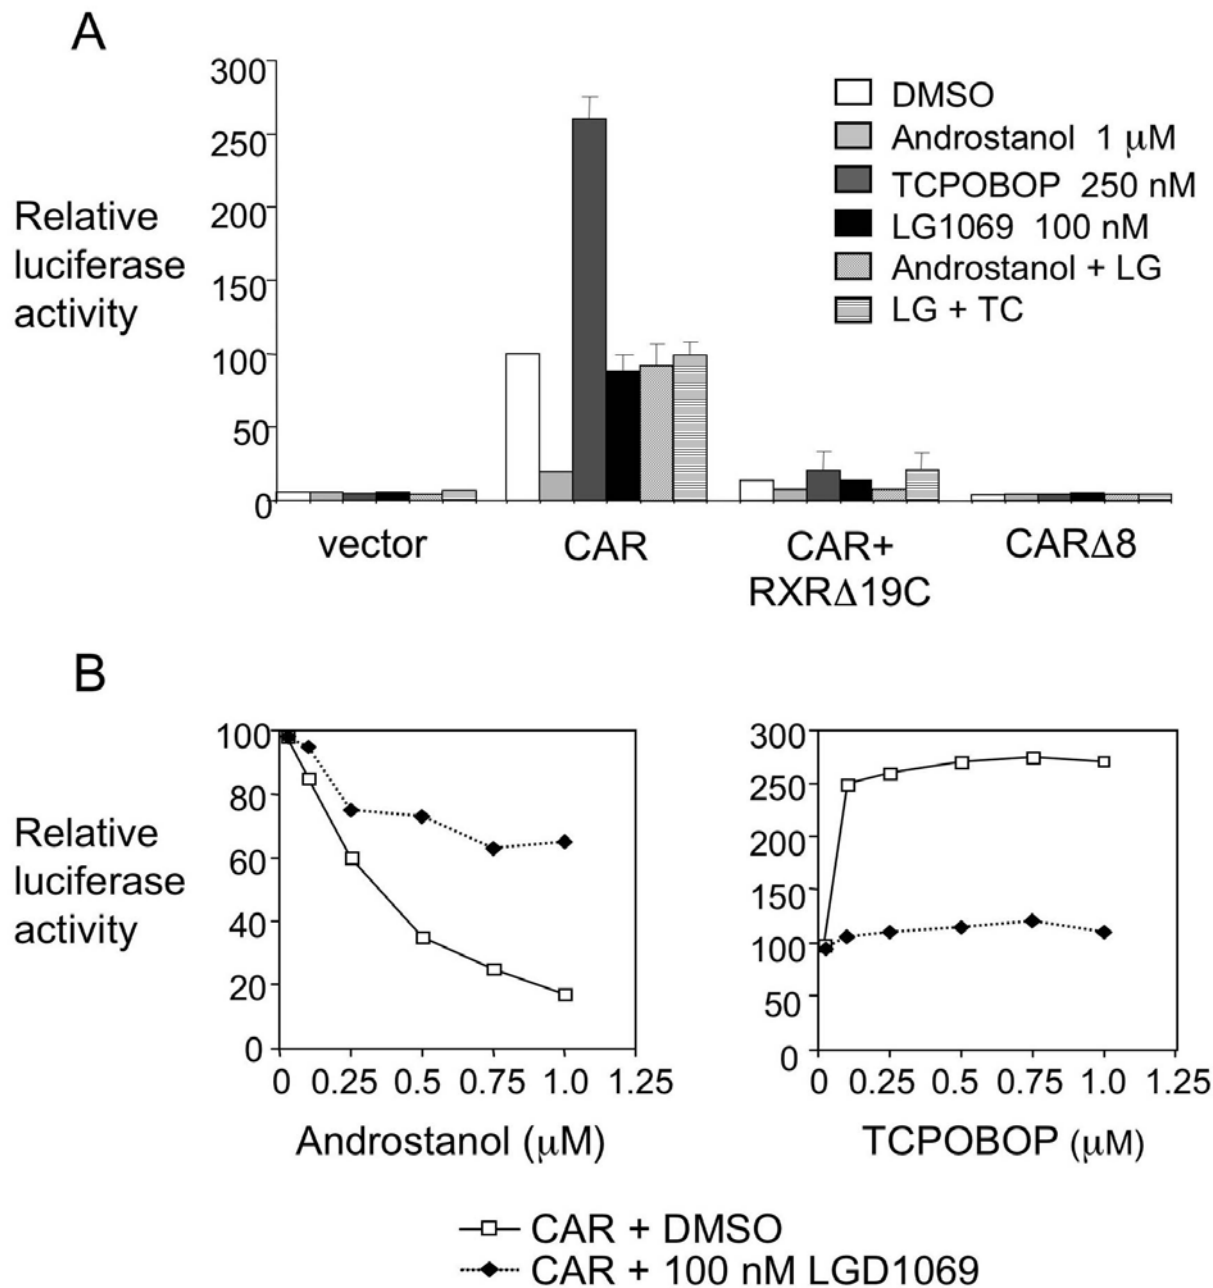 A
Relative
luciferase
activity
300
250
200
150
100
50
0
DMSO
Androstanol 1 μM
TCPOBOP 250 nM
LG1069 100 nM
Androstanol + LG
LG + TC
vector
CAR
CAR+
RXRΔ19C
CARΔ8
B
Relative
luciferase
activity
100
80
60
40
20
0
0 0.25 0.5 0.75 1.0 1.25
Androstanol (μM)
300
250
200
150
100
50
0
0 0.25 0.5 0.75 1.0 1.25
TCPOBOP (μM)
CAR + DMSO
CAR + 100 nM LGD1069